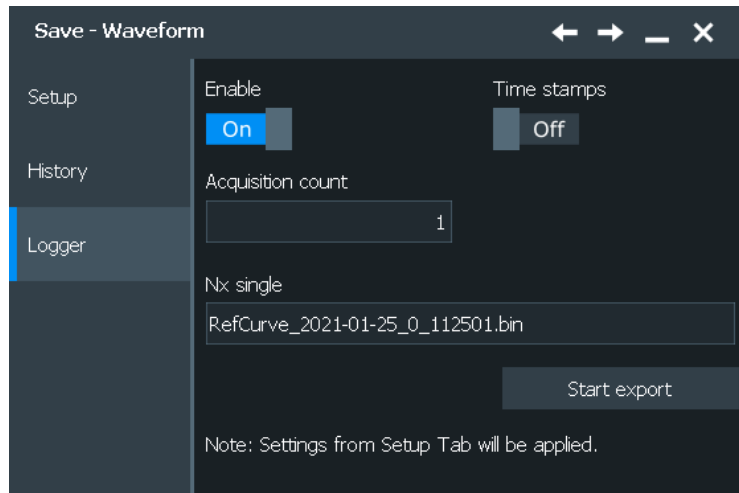 Save - Waveform
Setup
History
Logger
Enable
Time stamps
On
Off
Acquisition count
1
Nx single
RefCurve_2021-01-25_0_112501.bin
Start export
Note: Settings from Setup Tab will be applied.